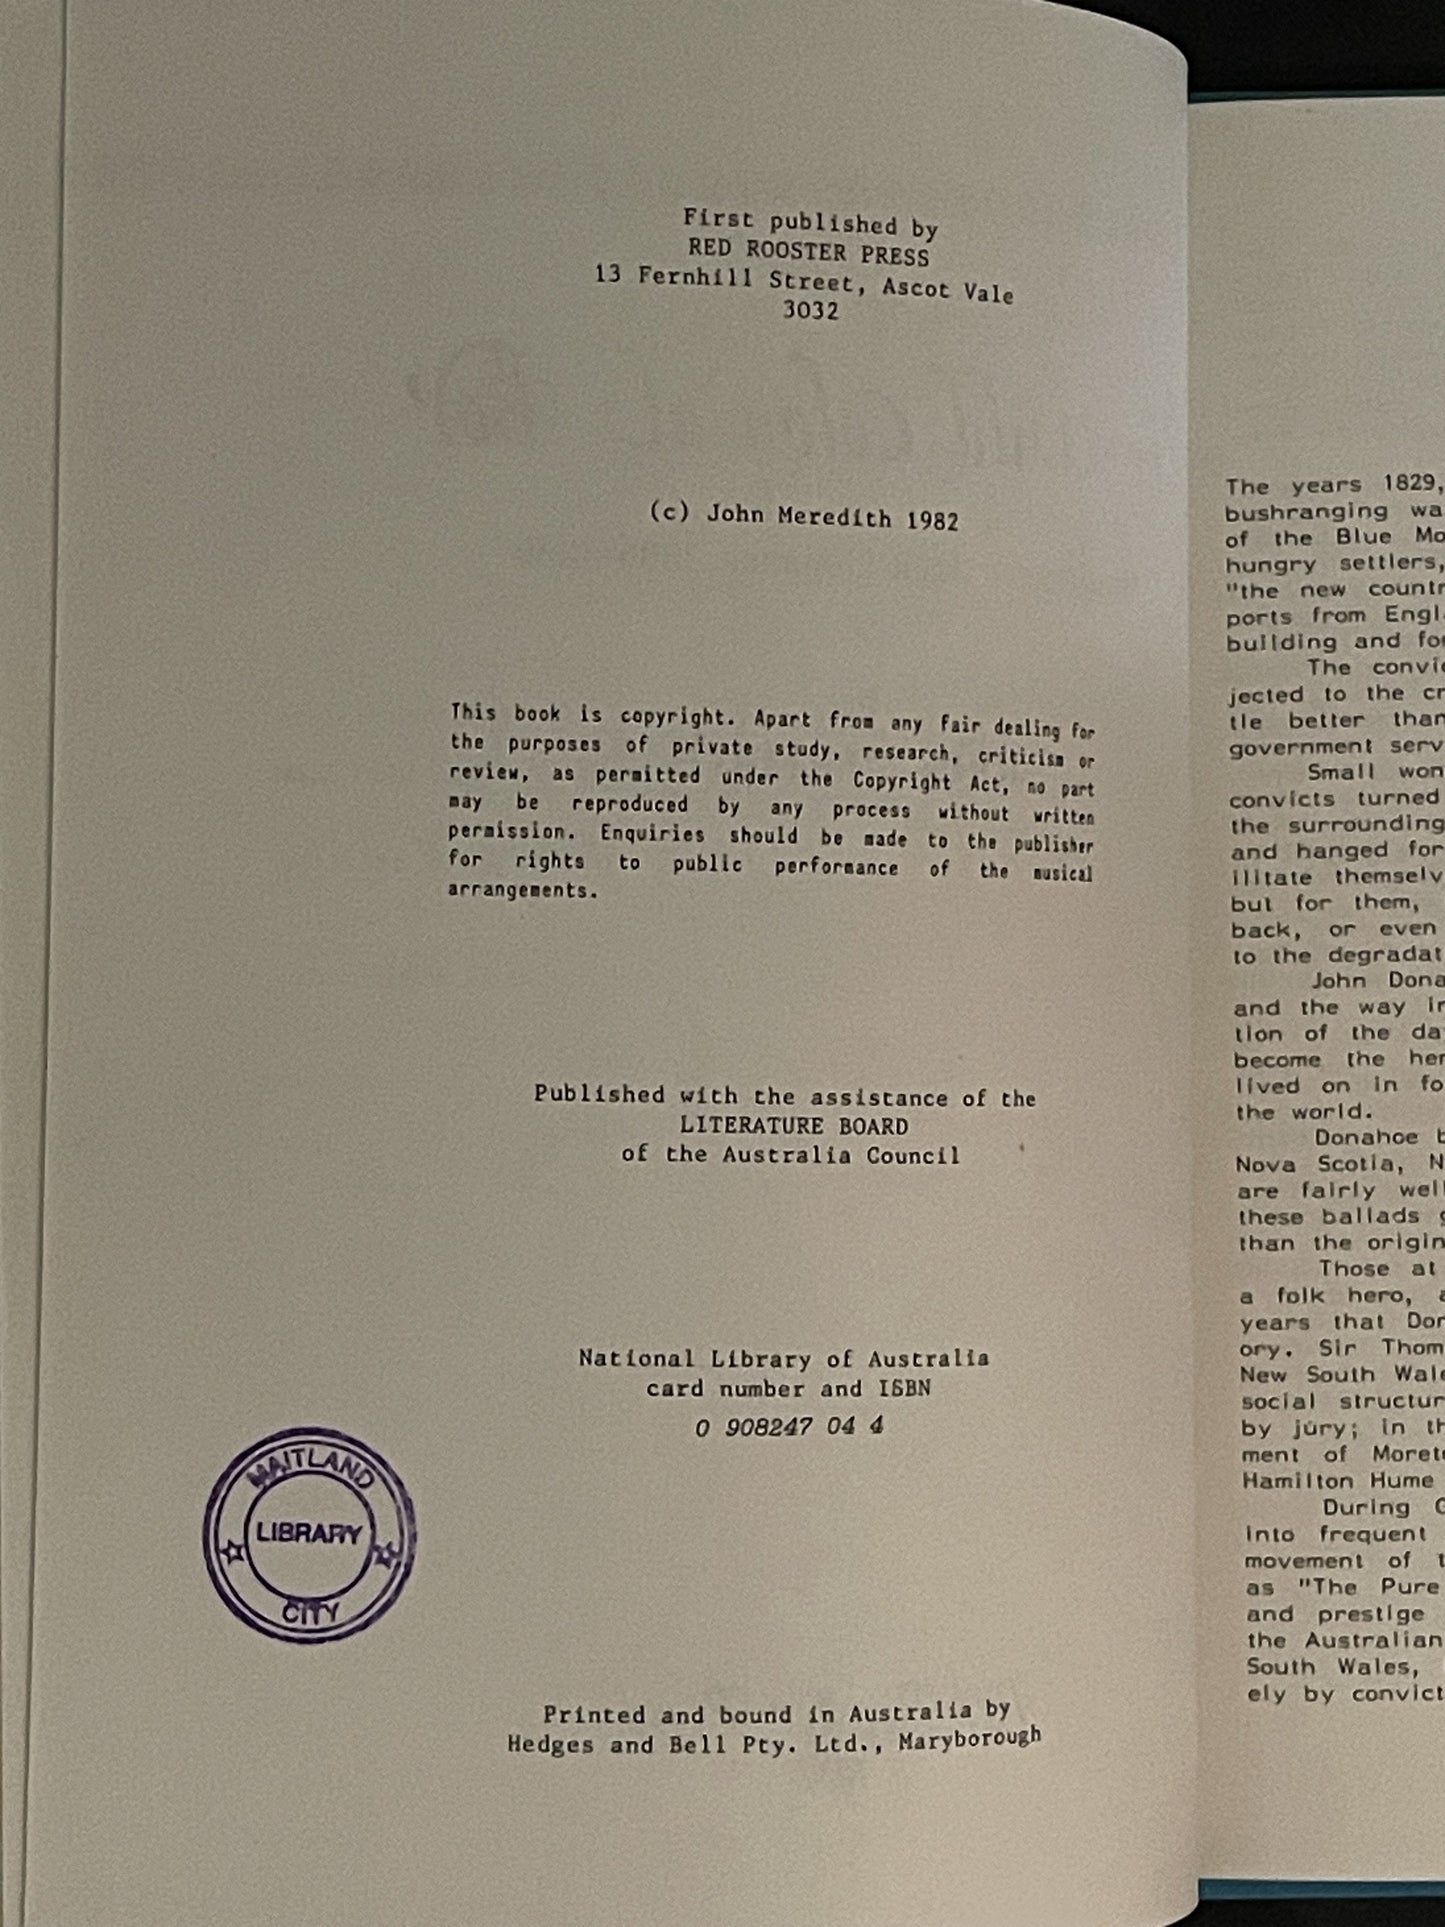 First published by
RED ROOSTER PRESS
13 Fernhill Street, Ascot Vale
3032
(c) John Meredith 1982
This book is copyright. Apart from any fair dealing for
the purposes of private study, research, criticism or
review, as permitted under the Copyright Act, no part
may be reproduced by any process without written
permission. Enquiries should be made to the publisher
for rights to public performance of the musical
arrangements.
Published with the assistance of the
LITERATURE BOARD
of the Australia Council
National Library of Australia
card number and ISBN
0 908247 04 4
MAITLAND
LIBRARY
CITY
Printed and bound in Australia by
Hedges and Bell Pty. Ltd., Maryborough
The years 1829,
bushranging
of the Blue
hungry settlers,
"the new
ports from
building and
The
jected to the
tle better than
government
Small
convicts turned
the surrounding
and hanged for
ilitate
but for them,
back, or even
to the
John
and the way
tion of the
become the
lived on in
the world.
Donahoe
Nova Scotia,
are fairly
these ballads
than the
Those at
a folk hero,
years that
ory. Sir
New South
social
by jury; in
ment of
Hamilton Hume
During
into frequent
movement of
as "The Pure
and prestige
the
South Wales,
ely by